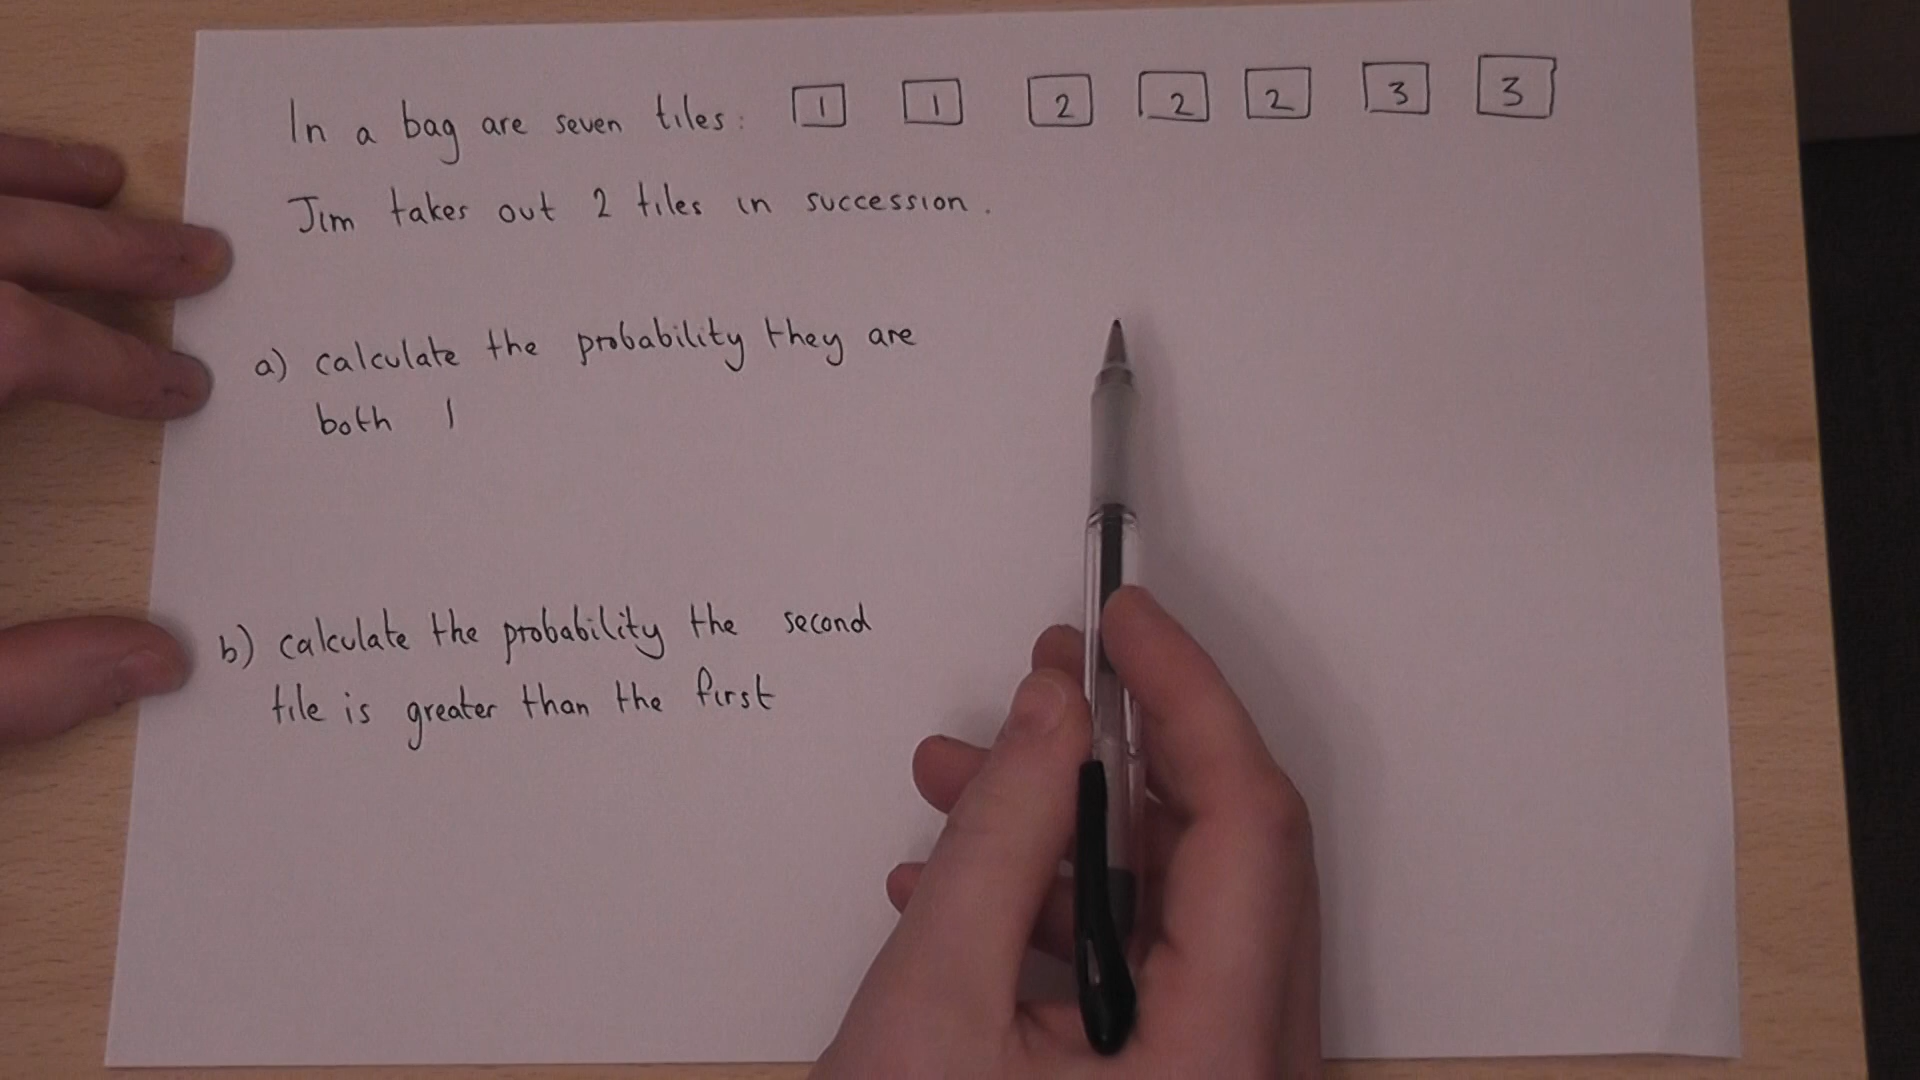 In a bag are seven tiles: 1 1 2 2 2 3 3
Jim takes out 2 tiles in succession.
a) calculate the probability they are
both 1
b) calculate the probability the second
tile is greater than the first